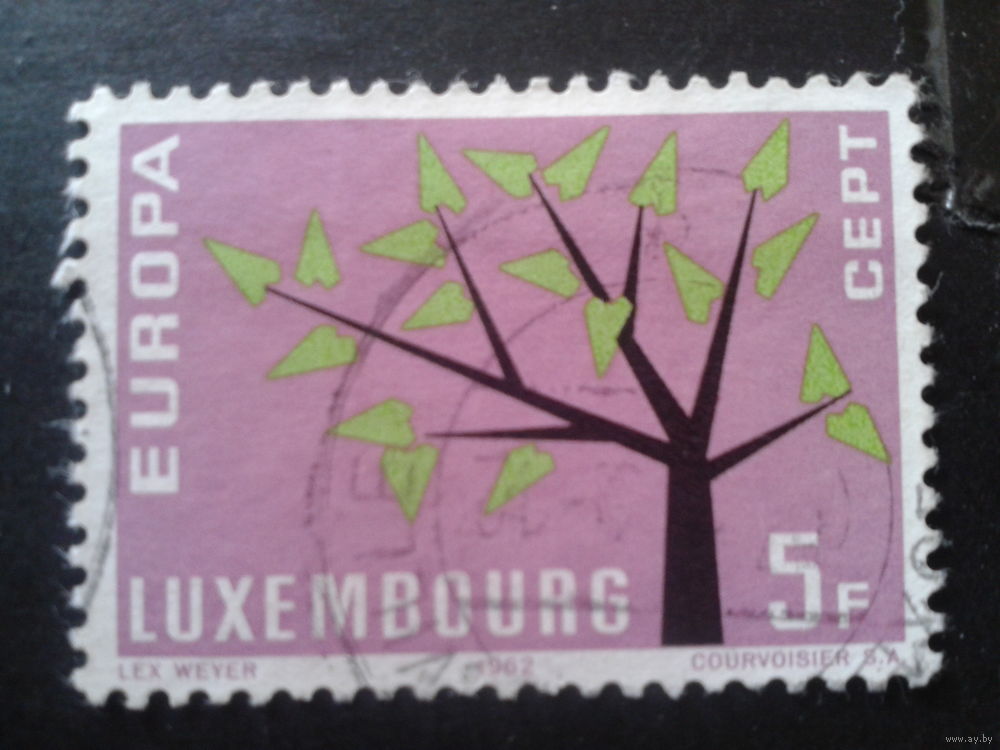 EUROPA
CEPT
LUXEMBOURG
5F
LEX WEYER
1962
COURVOISIER S.A.
www.ay.by